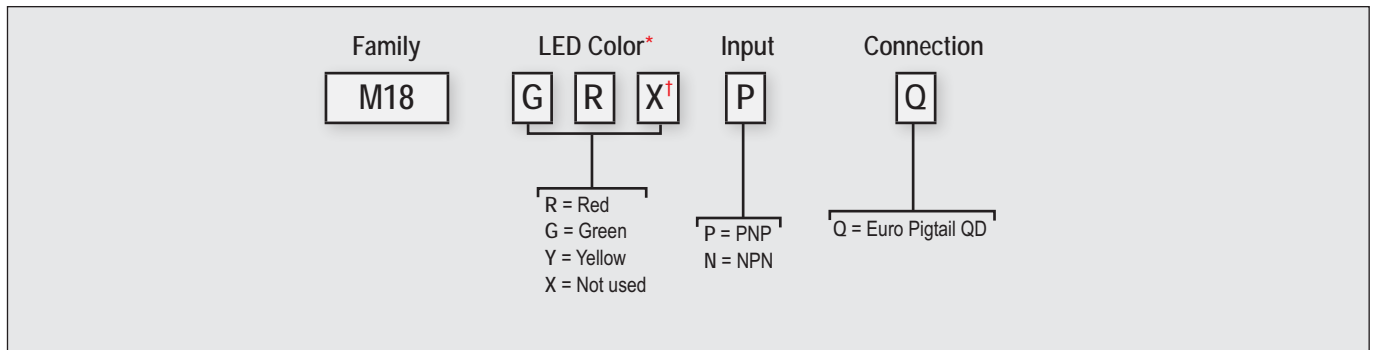 Family LED Color* Input Connection
M18 G R X† P Q
R = Red
G = Green
Y = Yellow
X = Not used
P = PNP
N = NPN
Q = Euro Pigtail QD